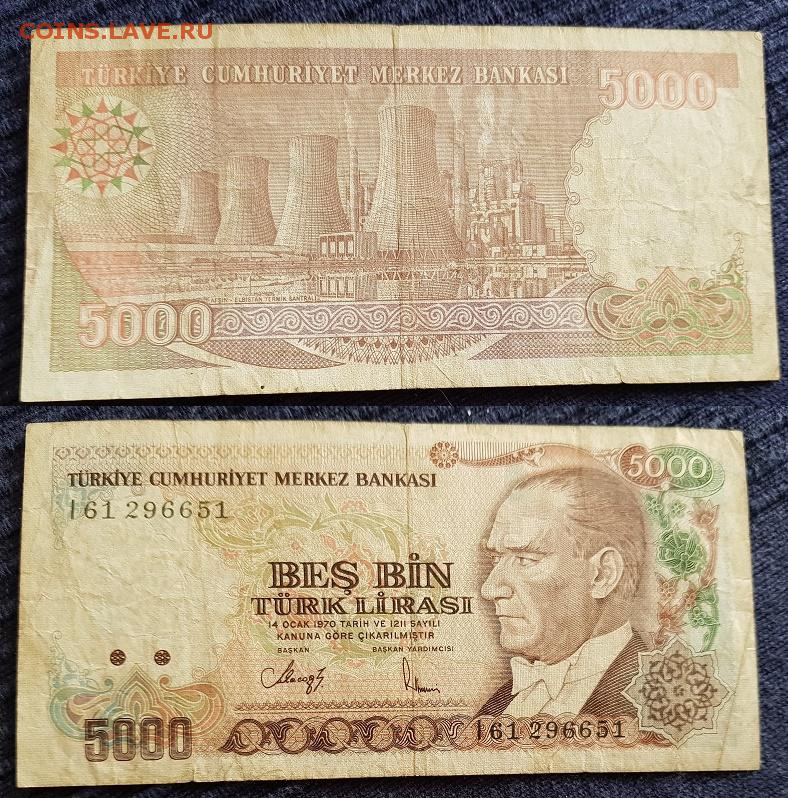 COINS.LAVE.RU
TÜRKİYE CUMHURİYET MERKEZ BANKASI
5000
AFŞİN - ELBİSTAN TERMİK SANTRALI
5000
TÜRKİYE CUMHURİYET MERKEZ BANKASI
5000
I61 296651
BEŞ BİN
TÜRK LİRASI
14 OCAK 1970 TARİH VE 1211 SAYILI
KANUNA GÖRE ÇIKARILMIŞTIR
BAŞKAN BAŞKAN YARDIMCISI
5000
I61 296651